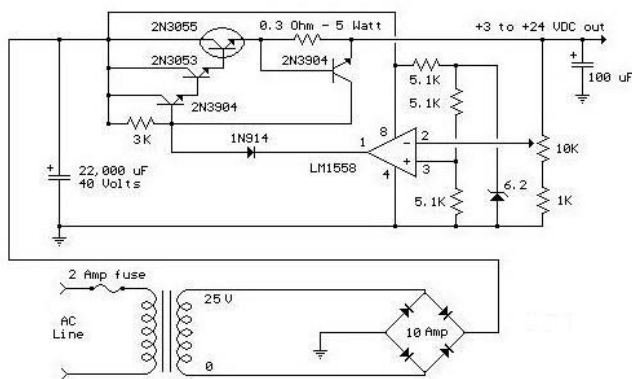 2N3055
0.3 Ohm - 5 Watt
+3 to +24 VDC out
2N3053
2N3904
2N3904
5.1K
5.1K
+
100 uF
3K
1N914
1
8
2
-
+
3
4
LM1558
10K
+
22,000 uF
40 Volts
5.1K
6.2
1K
2 Amp fuse
25 V
AC
Line
10 Amp
0